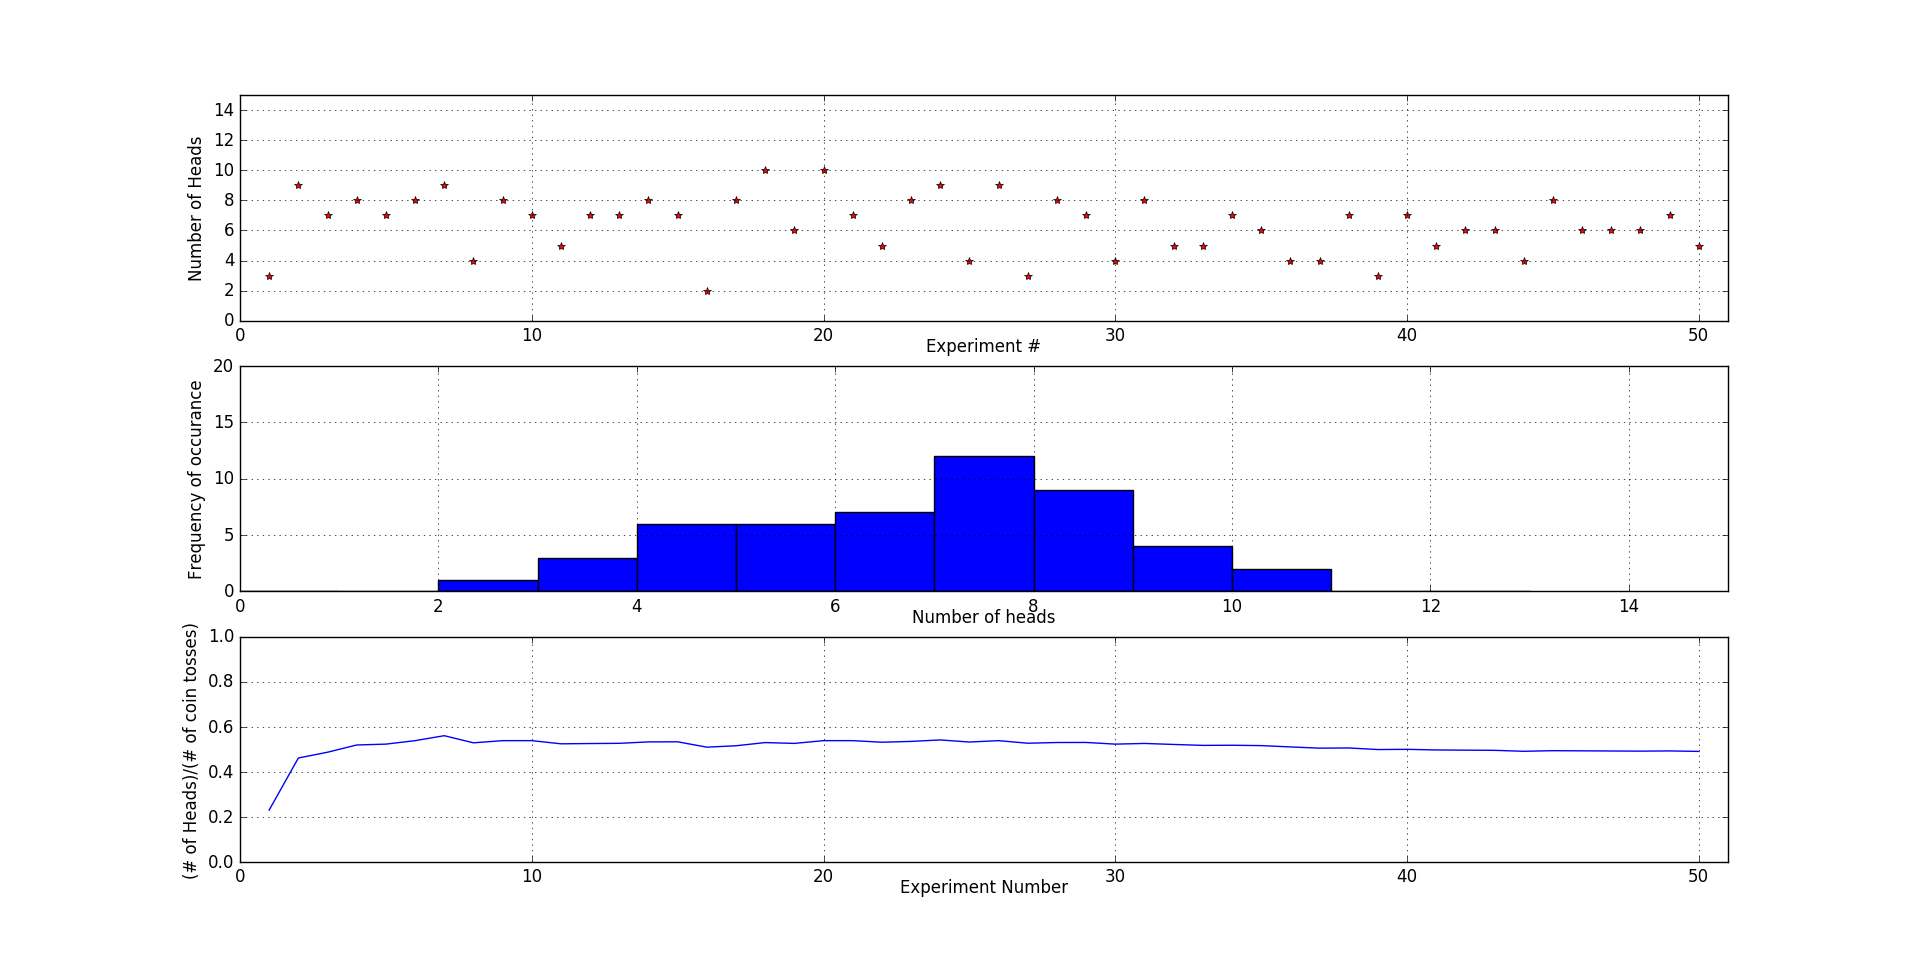 14
12
10
8
6
4
2
0
Number of Heads
0 10 20 30 40 50
Experiment #
20
15
10
5
0
Frequency of occurance
0 2 4 6 8 10 12 14
Number of heads
1.0
0.8
0.6
0.4
0.2
0.0
(# of Heads)/(# of coin tosses)
0 10 20 30 40 50
Experiment Number